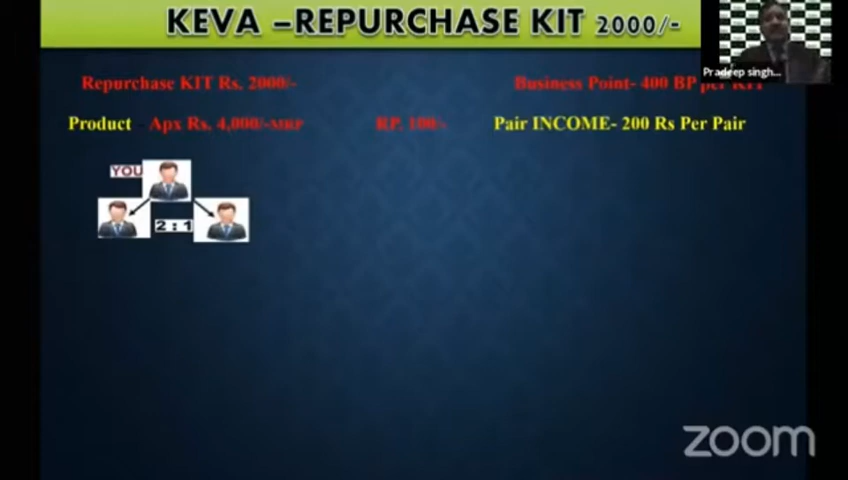 KEVA –REPURCHASE KIT 2000/-
Pradeep singh...
Repurchase KIT Rs. 2000/-
Business Point- 400 BP per KIT
Product - Apx Rs. 4,000/-MRP
RP. 100/-
Pair INCOME- 200 Rs Per Pair
YOU
2 : 1
zoom